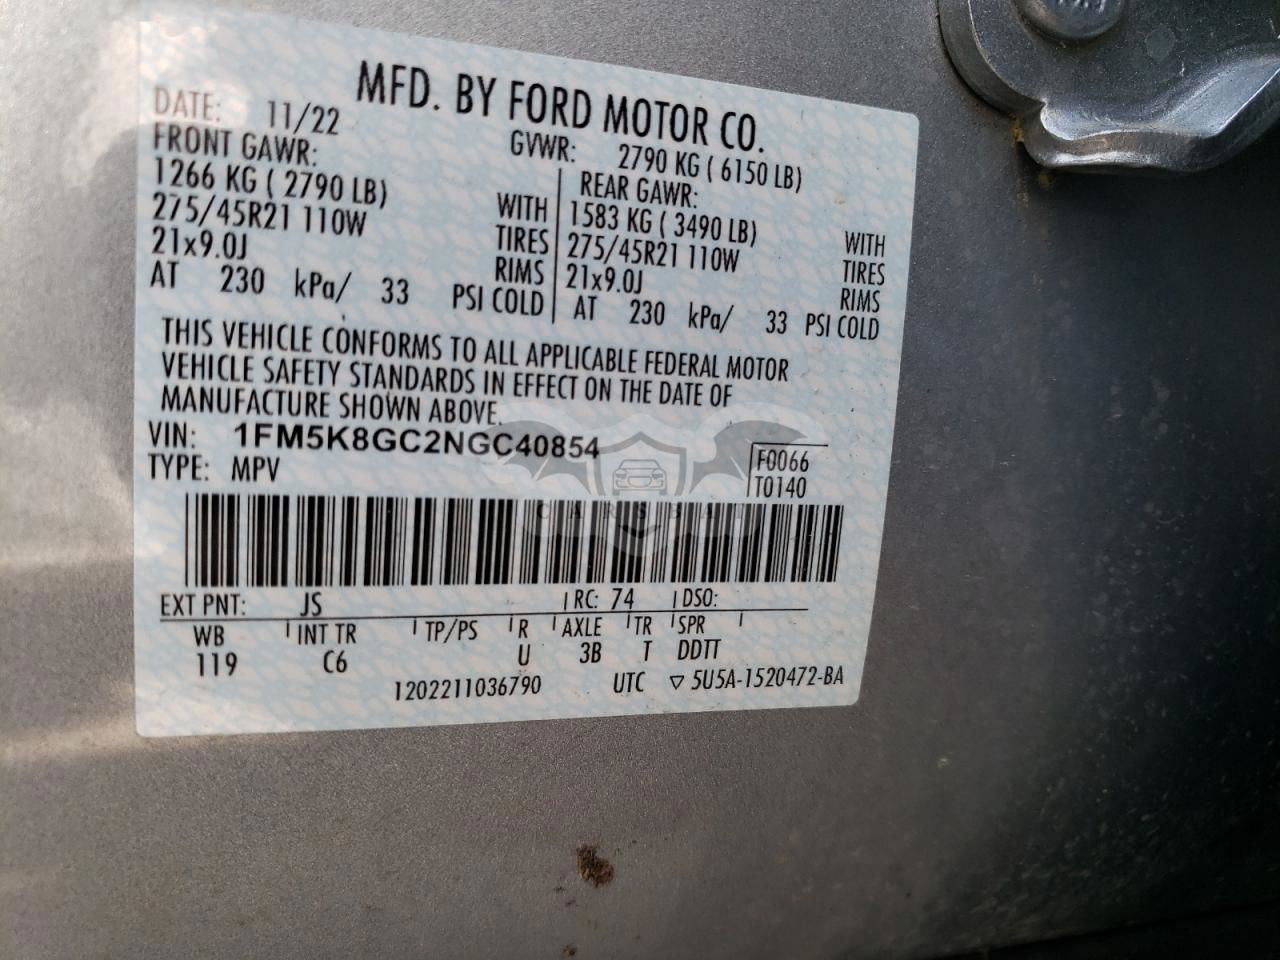 MFD. BY FORD MOTOR CO.
DATE: 11/22 GVWR: 2790 KG ( 6150 LB)
FRONT GAWR: REAR GAWR:
1266 KG ( 2790 LB) WITH 1583 KG ( 3490 LB) WITH
275/45R21 110W TIRES 275/45R21 110W TIRES
21x9.0J RIMS 21x9.0J RIMS
AT 230 kPa/ 33 PSI COLD AT 230 kPa/ 33 PSI COLD
THIS VEHICLE CONFORMS TO ALL APPLICABLE FEDERAL MOTOR
VEHICLE SAFETY STANDARDS IN EFFECT ON THE DATE OF
MANUFACTURE SHOWN ABOVE.
VIN: 1FM5K8GC2NGC40854 F0066
TYPE: MPV T0140
EXT PNT: JS RC: 74 DSO:
WB INT TR TP/PS R AXLE TR SPR
119 C6 U 3B T DDTT
1202211036790 UTC ▽ 5U5A-1520472-BA